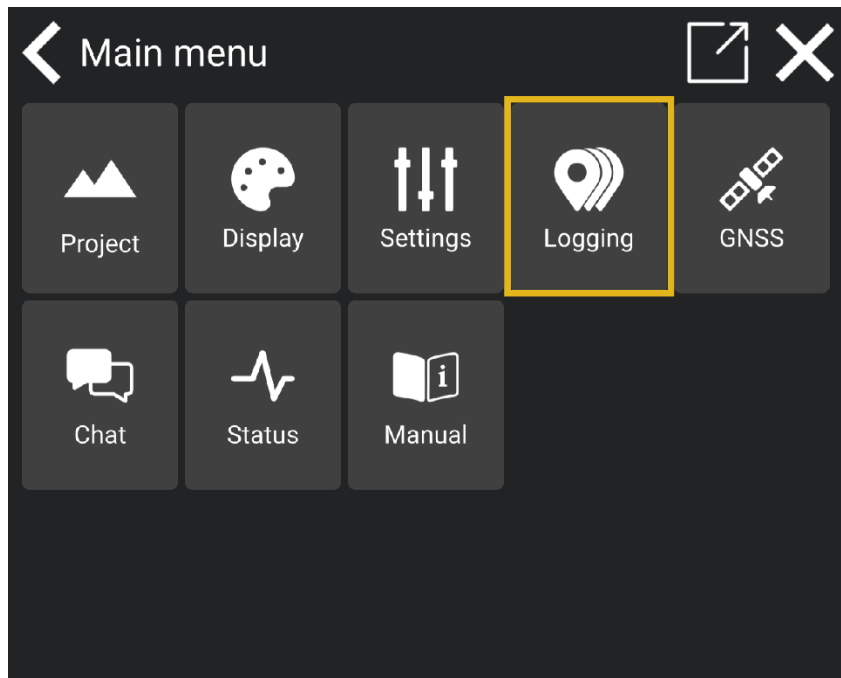 Main menu
Project
Display
Settings
Logging
GNSS
Chat
Status
i
Manual